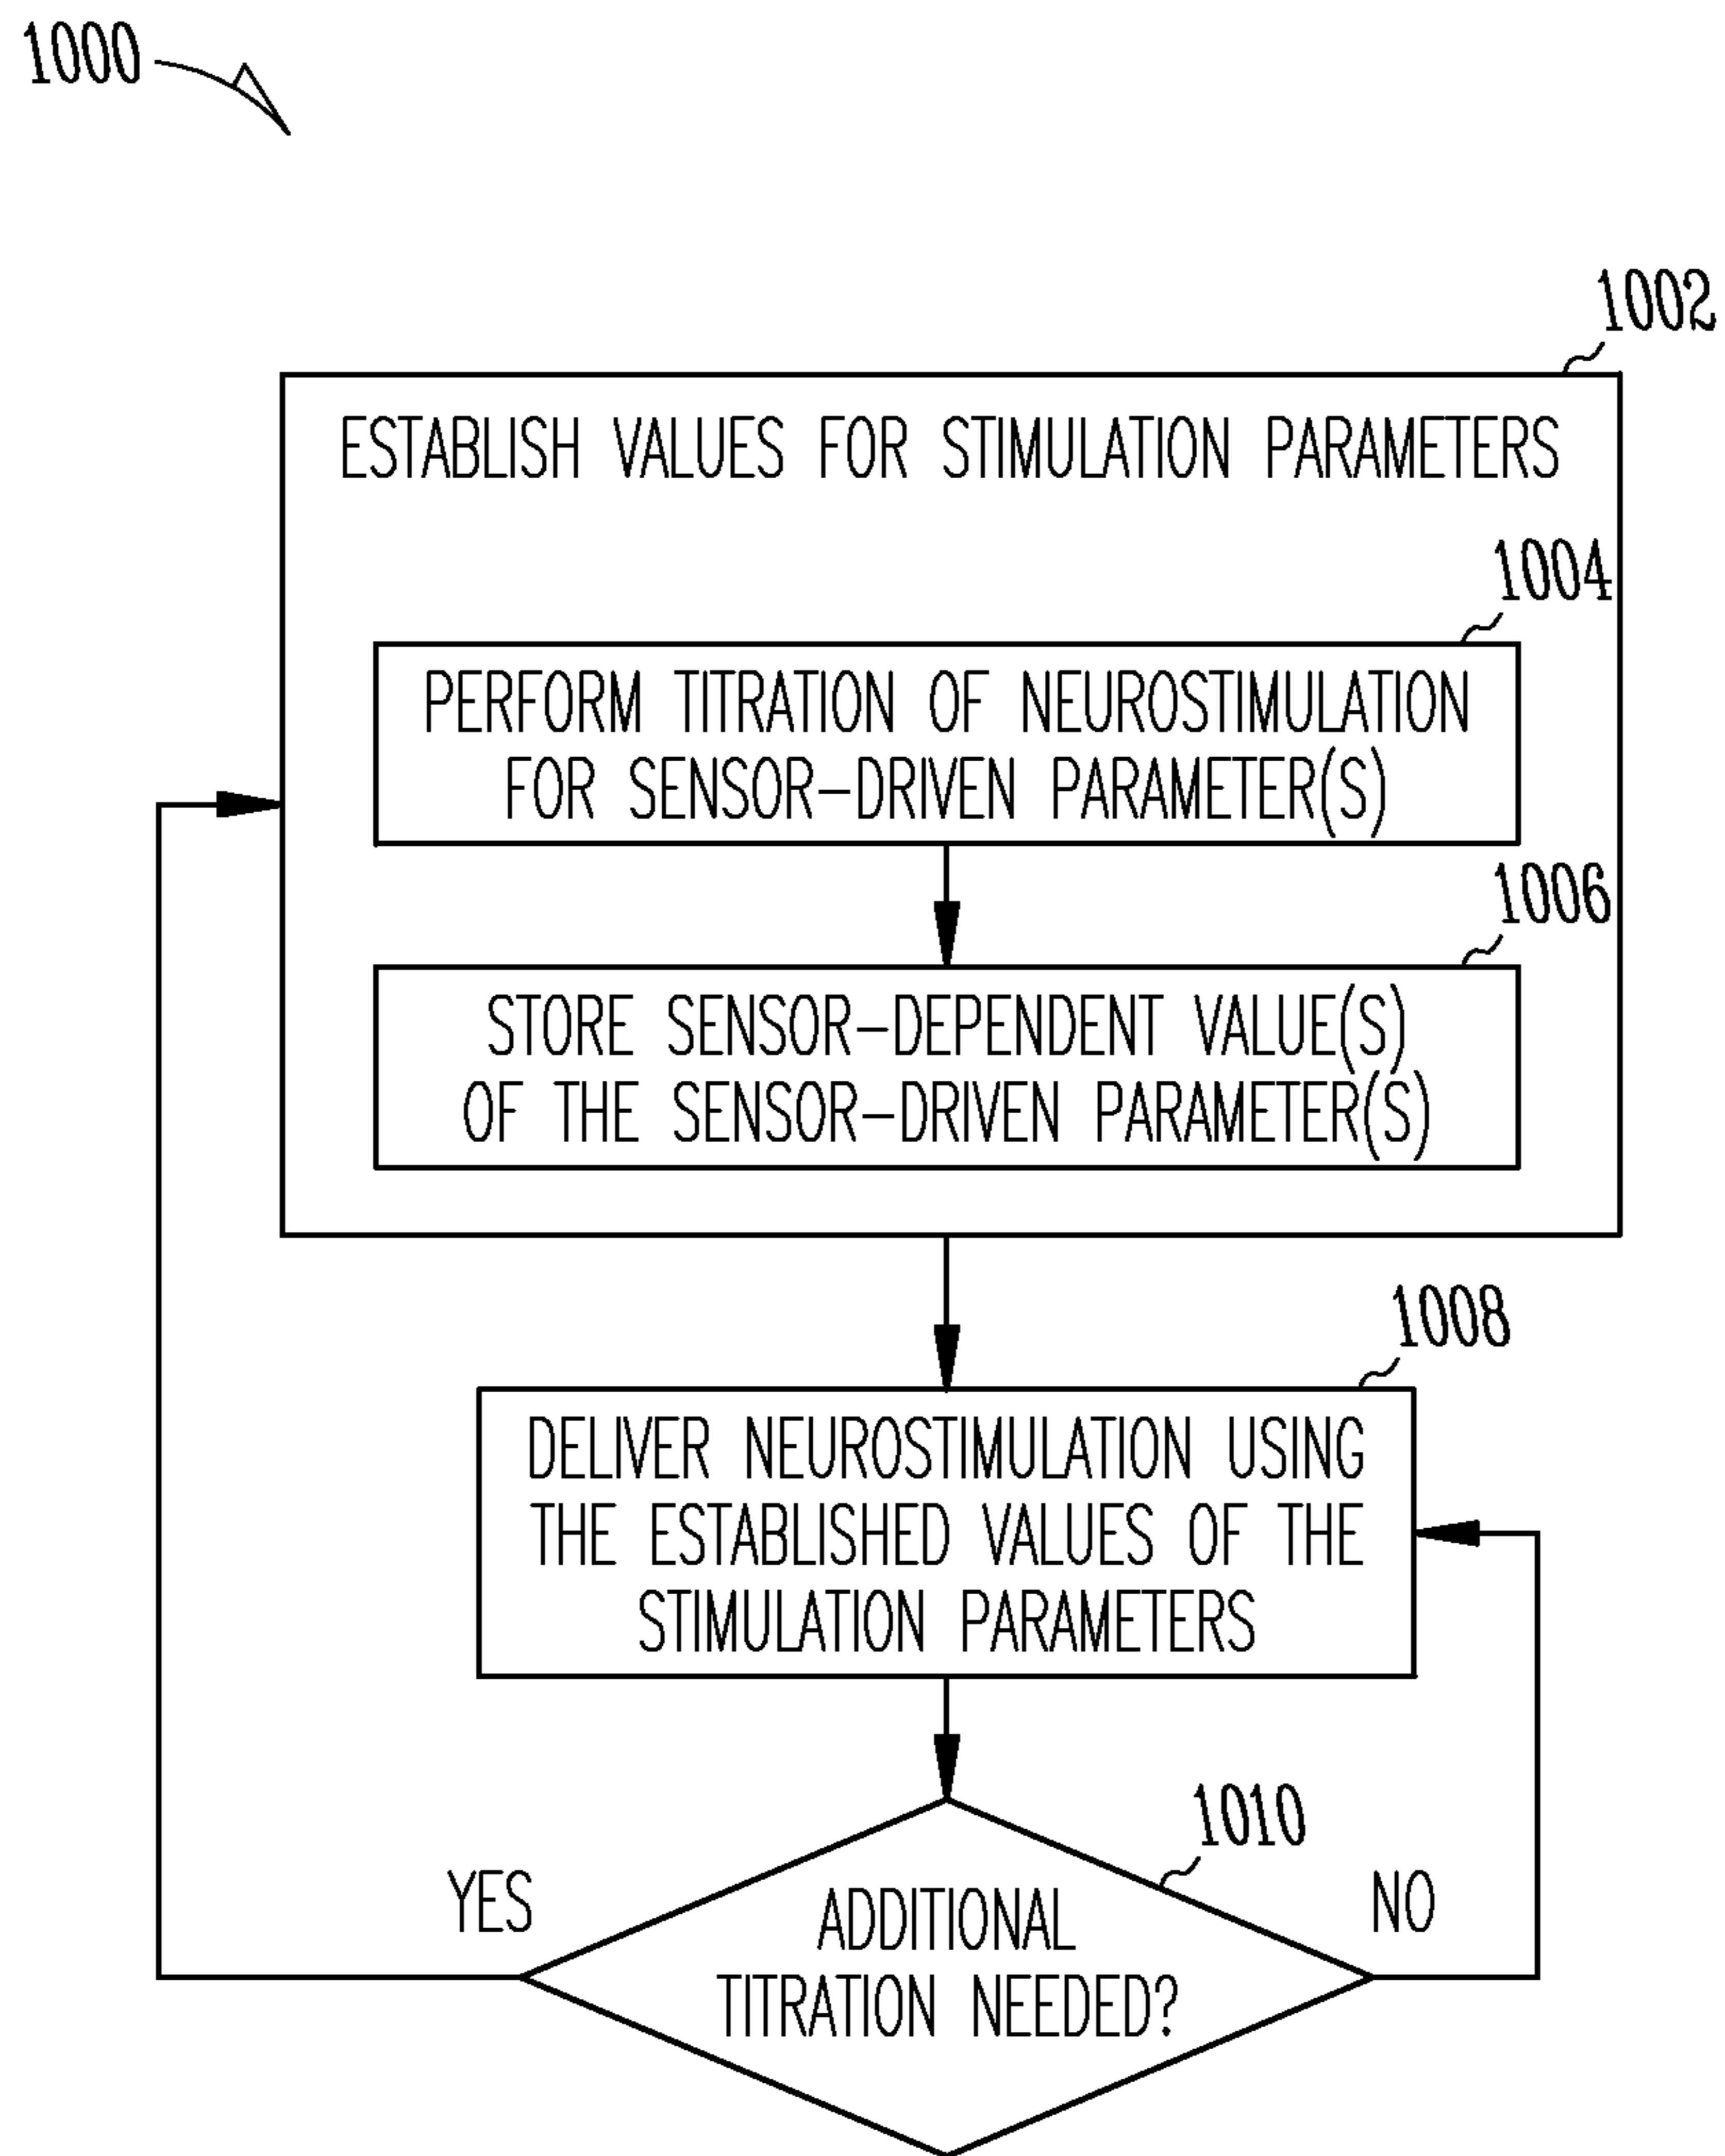 1000
1002
ESTABLISH VALUES FOR STIMULATION PARAMETERS
1004
PERFORM TITRATION OF NEUROSTIMULATION
FOR SENSOR-DRIVEN PARAMETER(S)
1006
STORE SENSOR-DEPENDENT VALUE(S)
OF THE SENSOR-DRIVEN PARAMETER(S)
1008
DELIVER NEUROSTIMULATION USING
THE ESTABLISHED VALUES OF THE
STIMULATION PARAMETERS
1010
YES
NO
ADDITIONAL
TITRATION NEEDED?